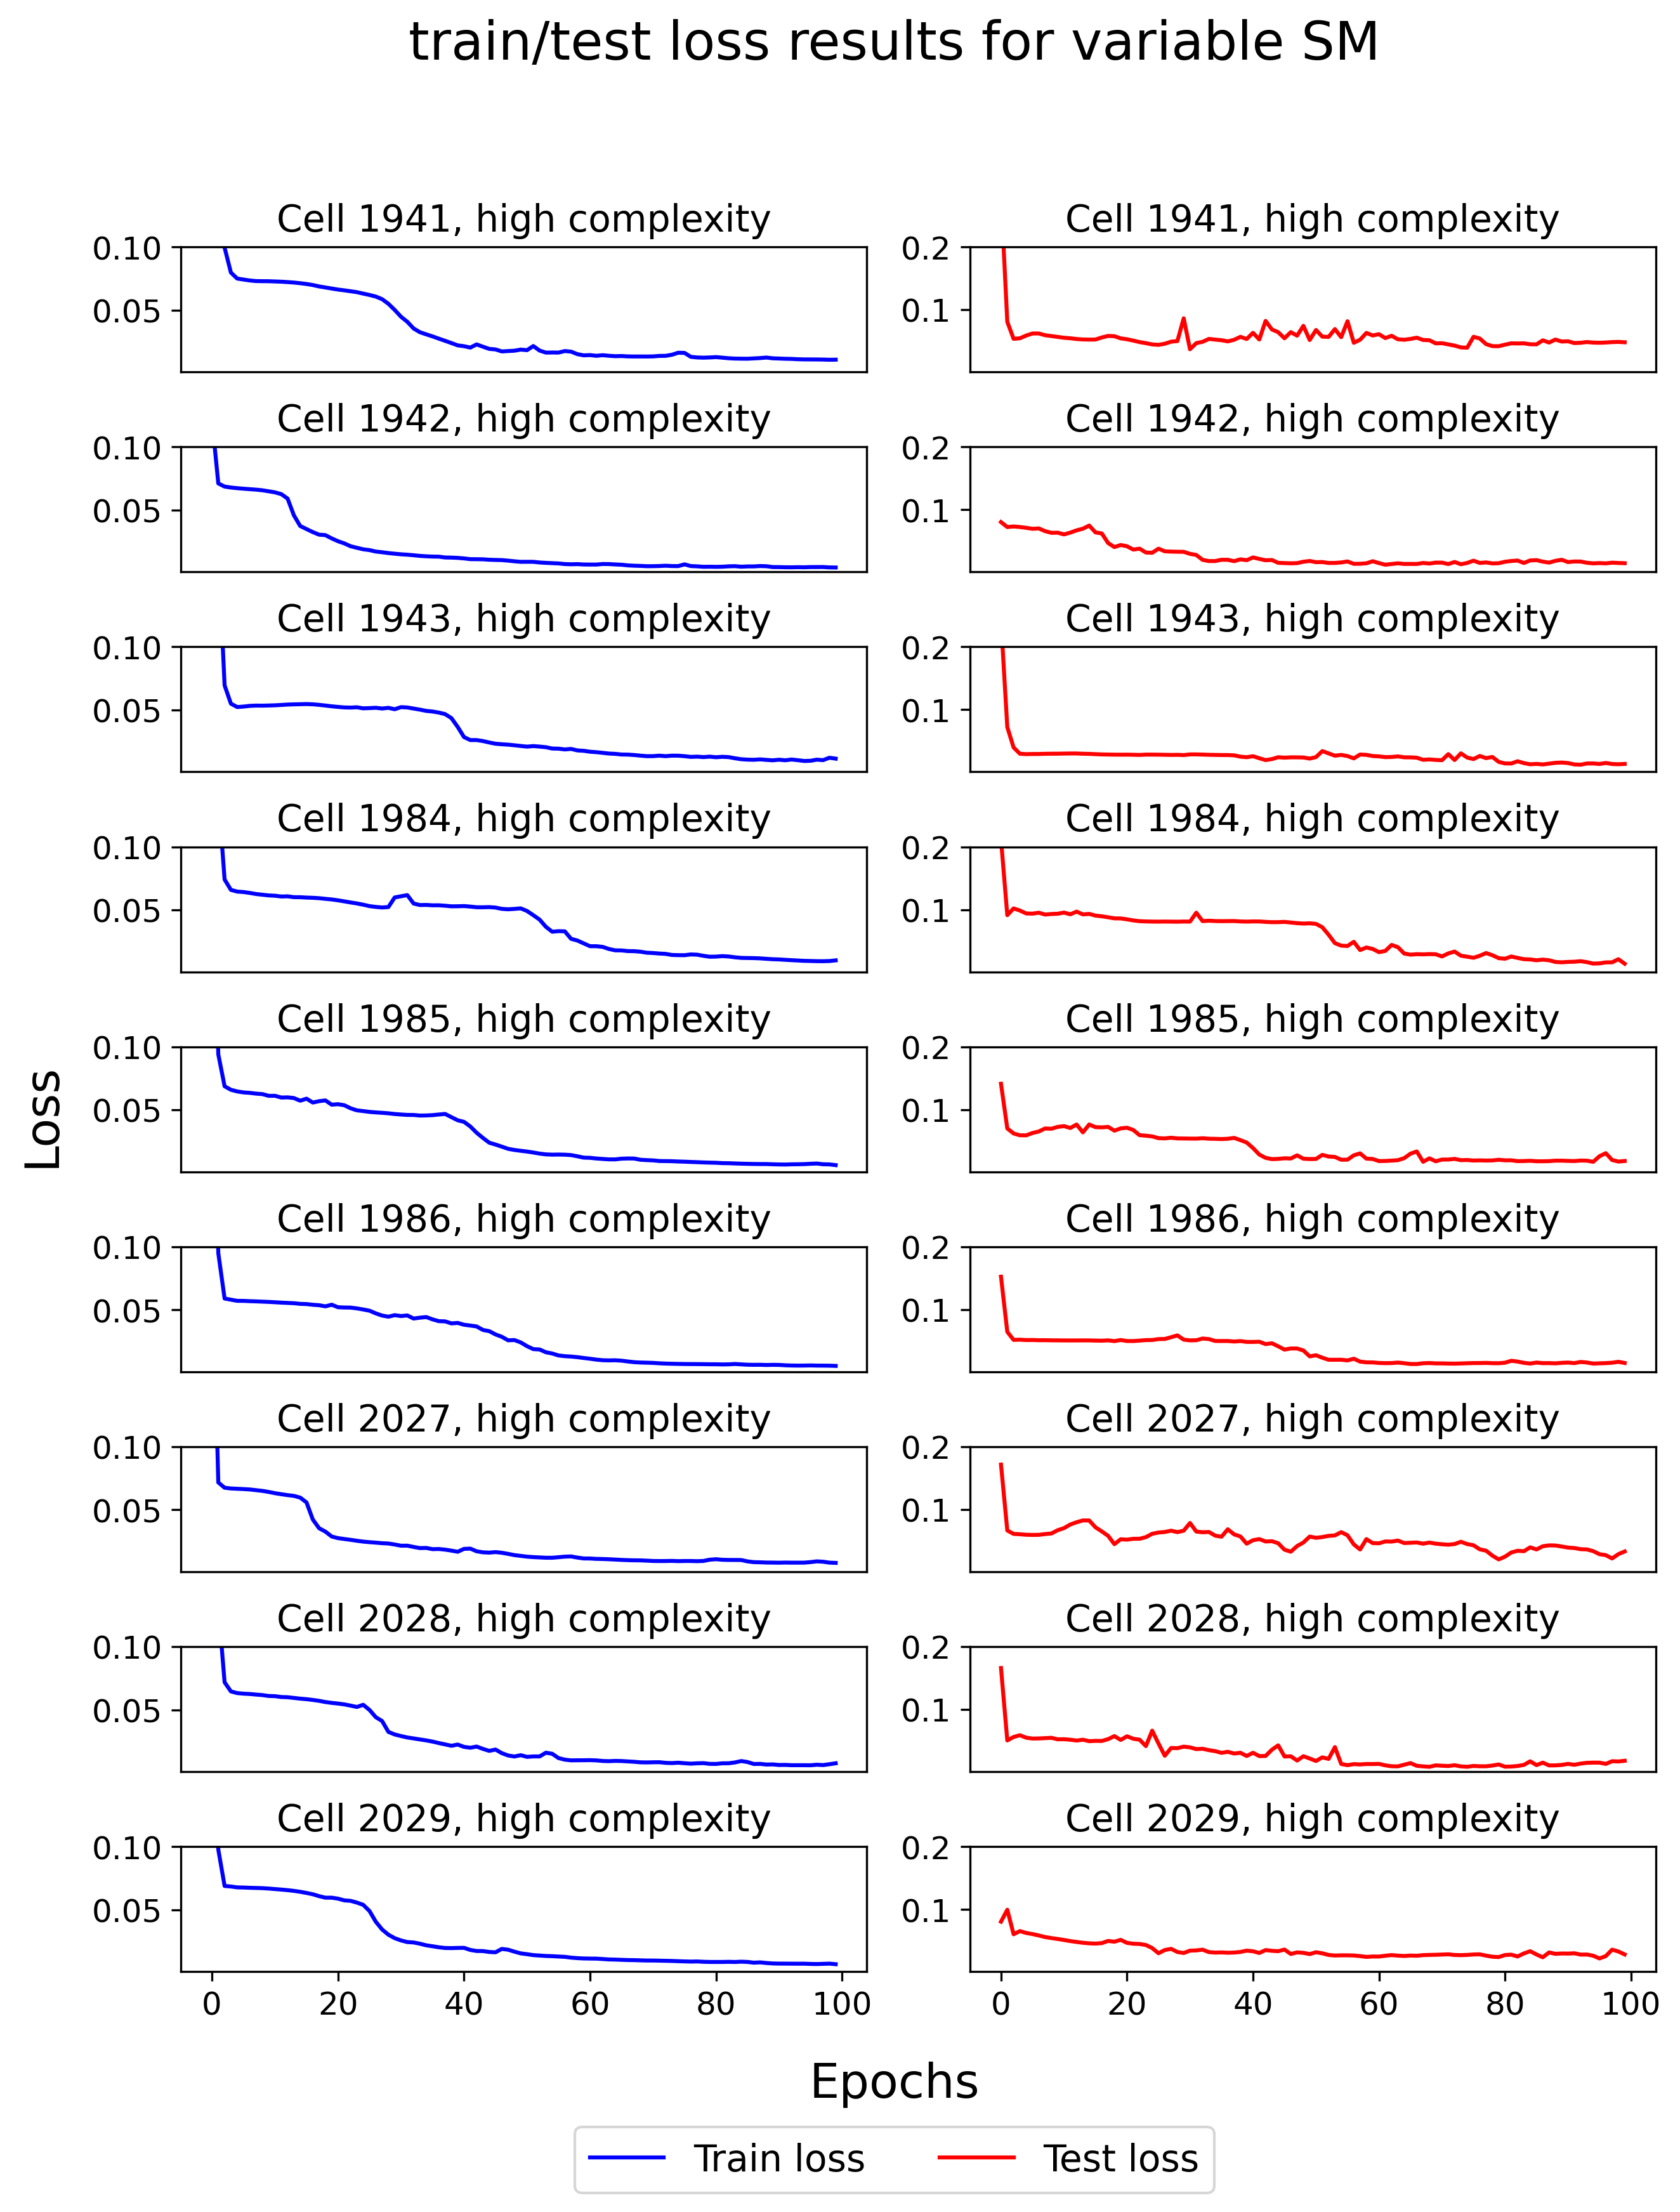 train/test loss results for variable SM
Cell 1941, high complexity
Cell 1941, high complexity
0.10
0.05
0.2
0.1
Cell 1942, high complexity
Cell 1942, high complexity
0.10
0.05
0.2
0.1
Cell 1943, high complexity
Cell 1943, high complexity
0.10
0.05
0.2
0.1
Cell 1984, high complexity
Cell 1984, high complexity
0.10
0.05
0.2
0.1
Cell 1985, high complexity
Cell 1985, high complexity
0.10
0.05
0.2
0.1
Loss
Cell 1986, high complexity
Cell 1986, high complexity
0.10
0.05
0.2
0.1
Cell 2027, high complexity
Cell 2027, high complexity
0.10
0.05
0.2
0.1
Cell 2028, high complexity
Cell 2028, high complexity
0.10
0.05
0.2
0.1
Cell 2029, high complexity
Cell 2029, high complexity
0.10
0.05
0.2
0.1
0 20 40 60 80 100
0 20 40 60 80 100
Epochs
Train loss
Test loss